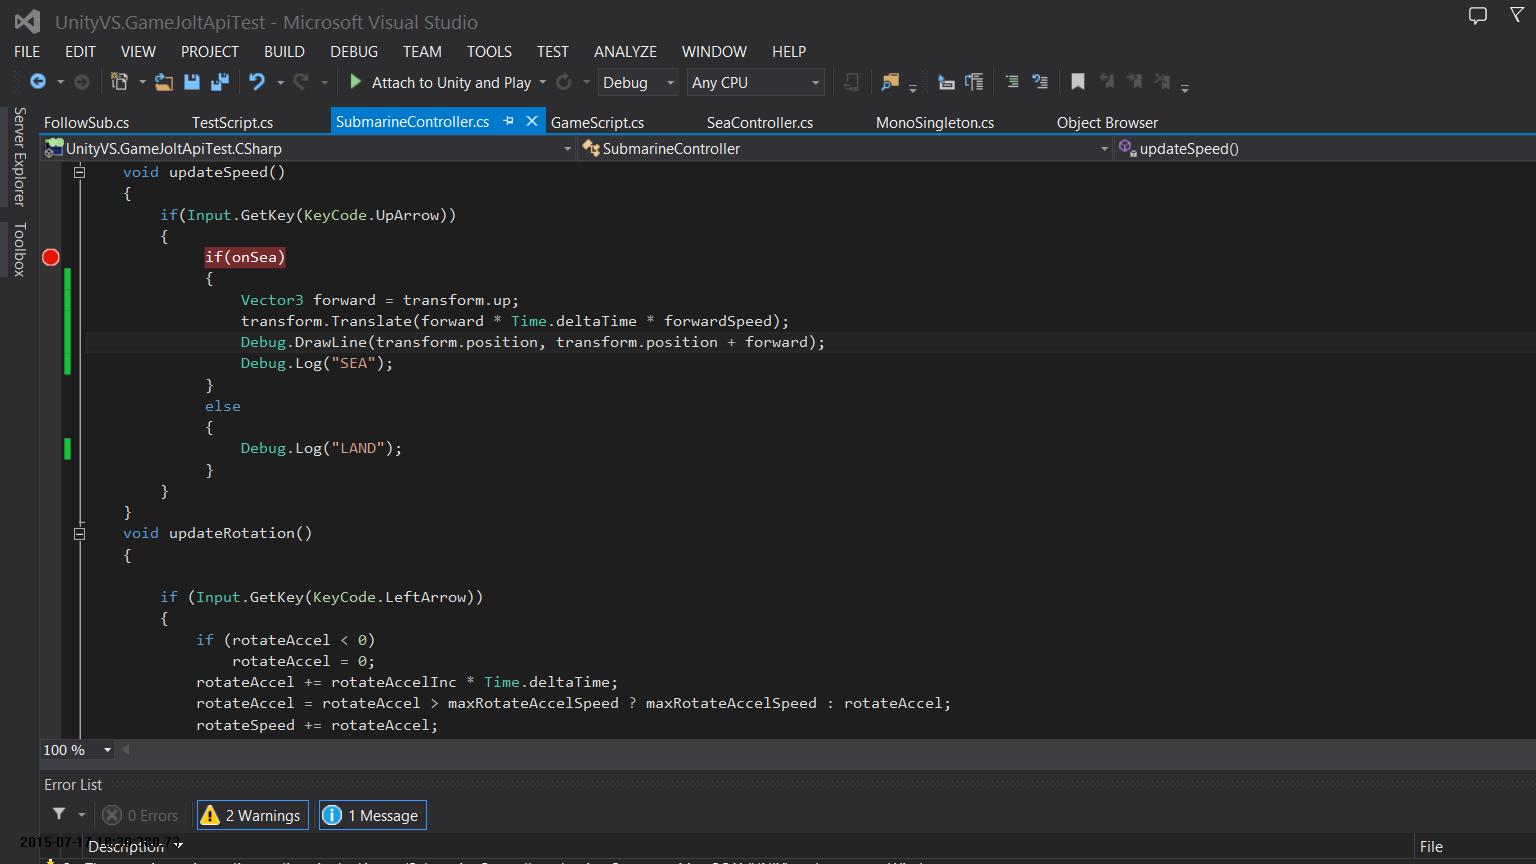 UnityVS.GameJoltApiTest - Microsoft Visual Studio
FILE EDIT VIEW PROJECT BUILD DEBUG TEAM TOOLS TEST ANALYZE WINDOW HELP
Attach to Unity and Play Debug Any CPU
Server Explorer
Toolbox
FollowSub.cs TestScript.cs SubmarineController.cs GameScript.cs SeaController.cs MonoSingleton.cs Object Browser
UnityVS.GameJoltApiTest.CSharp SubmarineController updateSpeed()
void updateSpeed()
{
if(Input.GetKey(KeyCode.UpArrow))
{
if(onSea)
{
Vector3 forward = transform.up;
transform.Translate(forward * Time.deltaTime * forwardSpeed);
Debug.DrawLine(transform.position, transform.position + forward);
Debug.Log("SEA");
}
else
{
Debug.Log("LAND");
}
}
}
void updateRotation()
{
if (Input.GetKey(KeyCode.LeftArrow))
{
if (rotateAccel < 0)
rotateAccel = 0;
rotateAccel += rotateAccelInc * Time.deltaTime;
rotateAccel = rotateAccel > maxRotateAccelSpeed ? maxRotateAccelSpeed : rotateAccel;
rotateSpeed += rotateAccel;
100 %
Error List
0 Errors 2 Warnings 1 Message
Description File